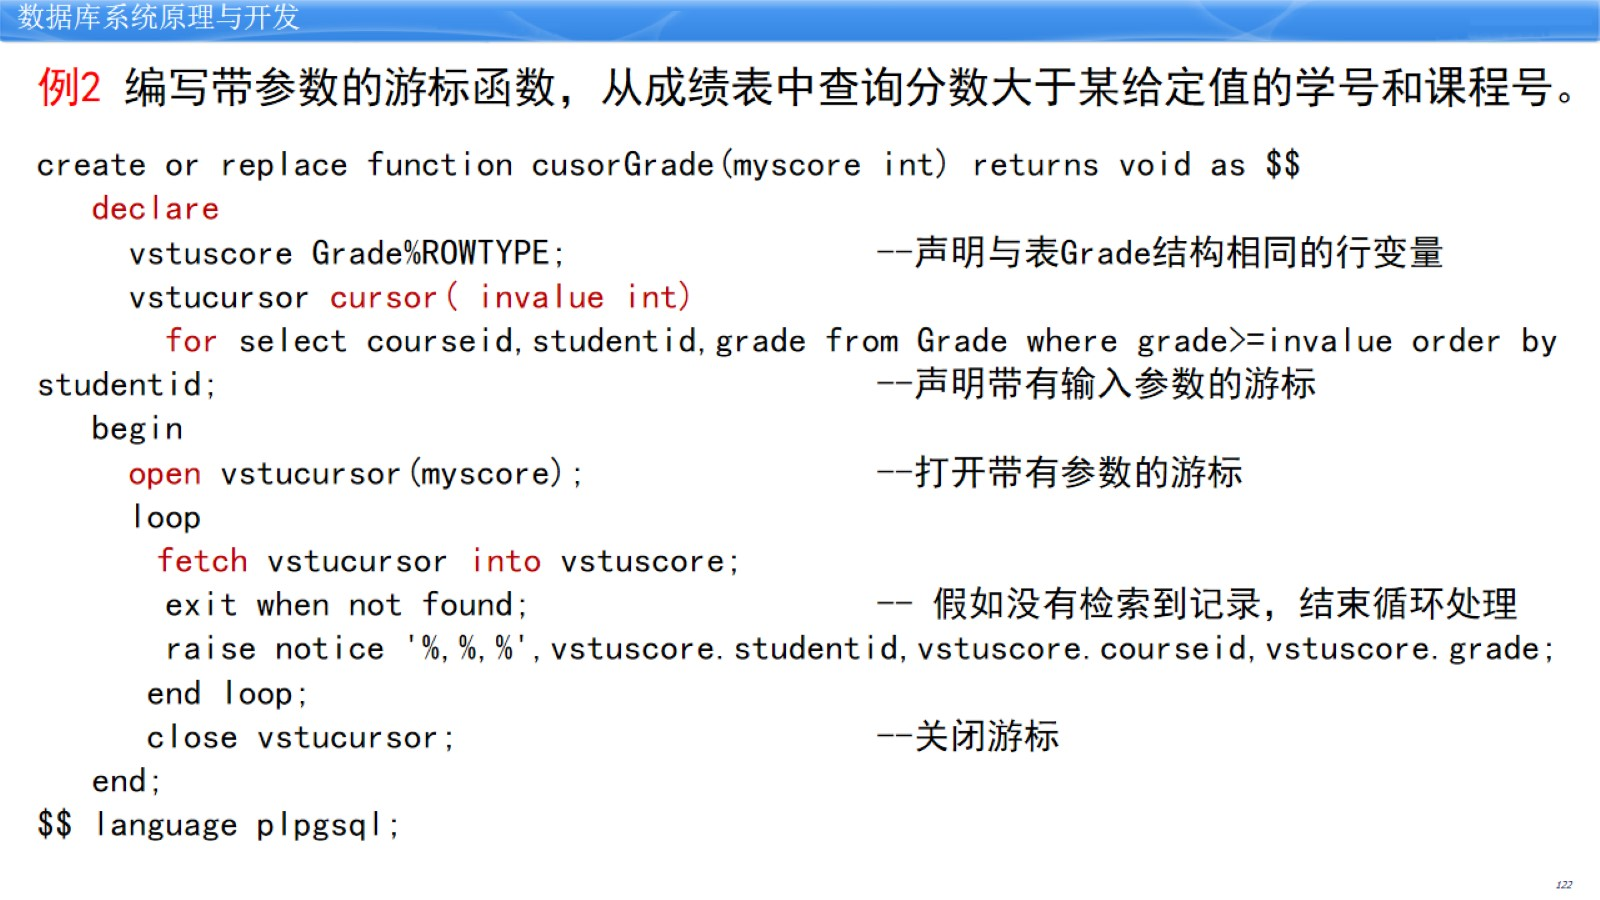 数据库系统原理与开发
例2 编写带参数的游标函数，从成绩表中查询分数大于某给定值的学号和课程号。
create or replace function cusorGrade(myscore int) returns void as $$
declare
vstuscore Grade%ROWTYPE; --声明与表Grade结构相同的行变量
vstucursor cursor( invalue int)
for select courseid,studentid,grade from Grade where grade>=invalue order by
studentid; --声明带有输入参数的游标
begin
open vstucursor(myscore); --打开带有参数的游标
loop
fetch vstucursor into vstuscore;
exit when not found; -- 假如没有检索到记录，结束循环处理
raise notice '%,%,%',vstuscore.studentid,vstuscore.courseid,vstuscore.grade;
end loop;
close vstucursor; --关闭游标
end;
$$ language plpgsql;
122